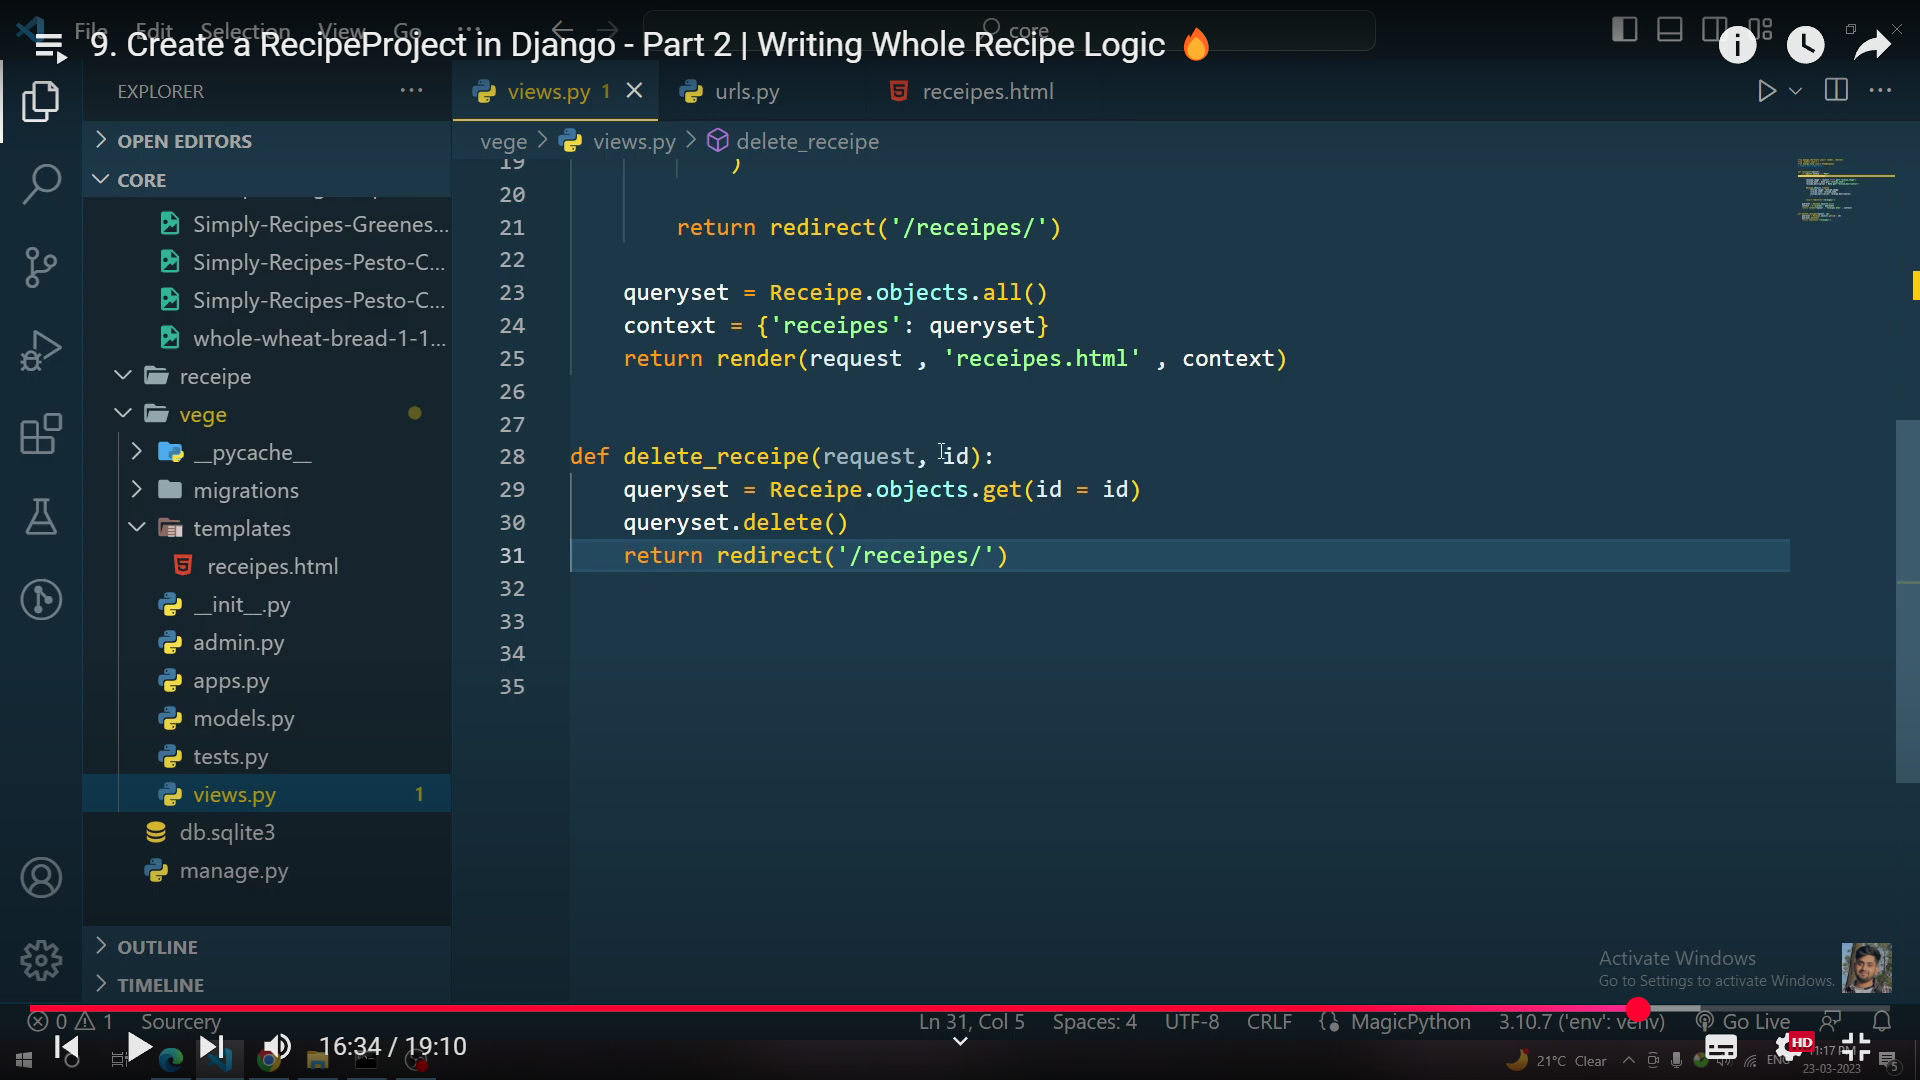 File Edit Selection View Go ... core
9. Create a RecipeProject in Django - Part 2 | Writing Whole Recipe Logic 🔥
EXPLORER ...
views.py 1
urls.py
receipes.html
OPEN EDITORS
vege > views.py > delete_receipe
CORE
Simply-Recipes-Greenes...
Simply-Recipes-Pesto-C...
Simply-Recipes-Pesto-C...
whole-wheat-bread-1-1...
receipe
vege
__pycache__
migrations
templates
receipes.html
__init__.py
admin.py
apps.py
models.py
tests.py
views.py 1
db.sqlite3
manage.py
OUTLINE
TIMELINE
19 )
20
21 return redirect('/receipes/')
22
23 queryset = Receipe.objects.all()
24 context = {'receipes': queryset}
25 return render(request , 'receipes.html' , context)
26
27
28 def delete_receipe(request, id):
29 queryset = Receipe.objects.get(id = id)
30 queryset.delete()
31 return redirect('/receipes/')
32
33
34
35
Activate Windows
Go to Settings to activate Windows.
0 1 Sourcery Ln 31, Col 5 Spaces: 4 UTF-8 CRLF MagicPython 3.10.7 ('env': venv) Go Live
16:34 / 19:10
HD
21°C Clear
11:17 PM
23-03-2023
5